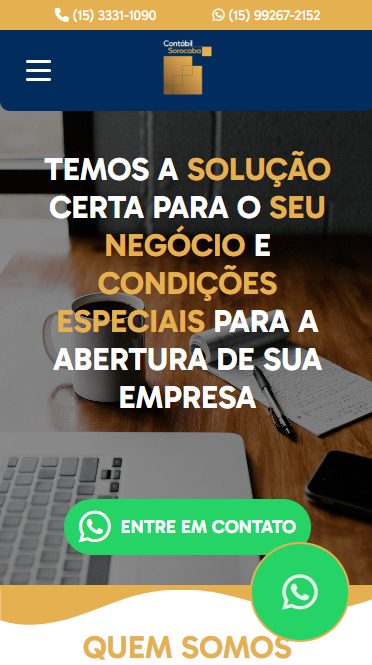 (15) 3331-1090 (15) 99267-2152
Contábil
Sorocaba
TEMOS A SOLUÇÃO
CERTA PARA O SEU
NEGÓCIO E
CONDIÇÕES
ESPECIAIS PARA A
ABERTURA DE SUA
EMPRESA
ENTRE EM CONTATO
QUEM SOMOS